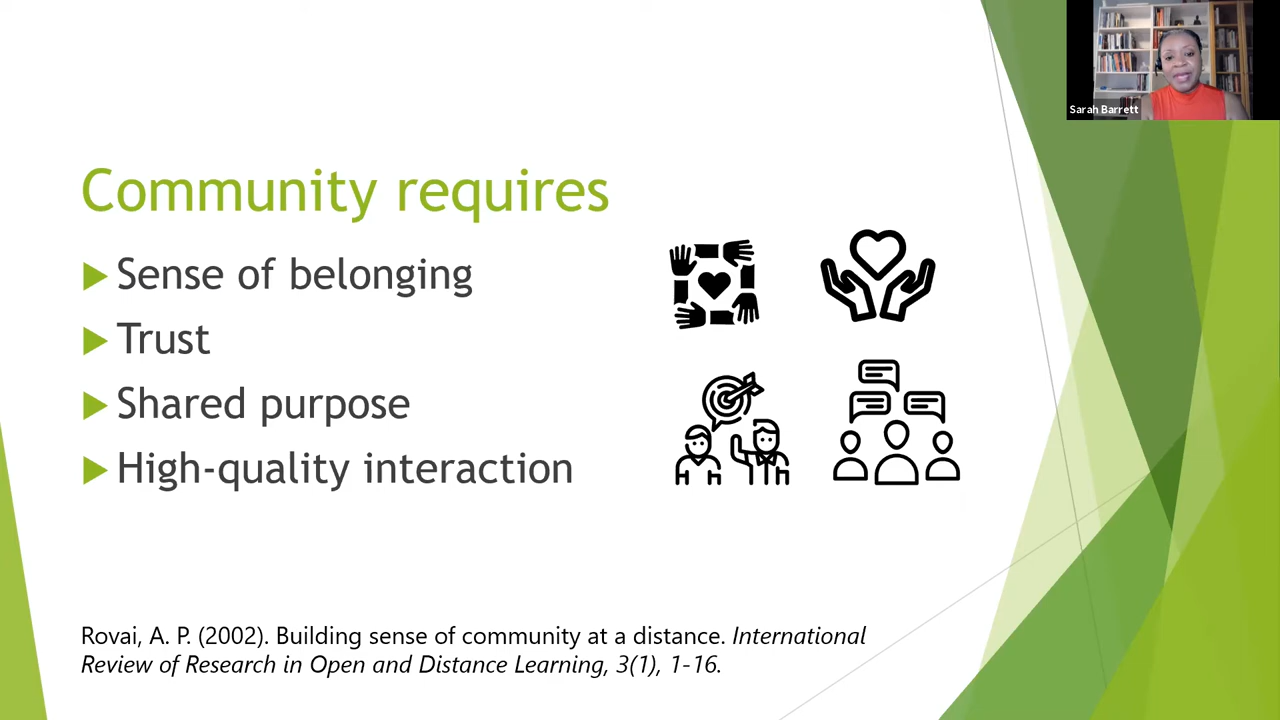 Sarah Barrett
Community requires
Sense of belonging
Trust
Shared purpose
High-quality interaction
Rovai, A. P. (2002). Building sense of community at a distance. International
Review of Research in Open and Distance Learning, 3(1), 1-16.